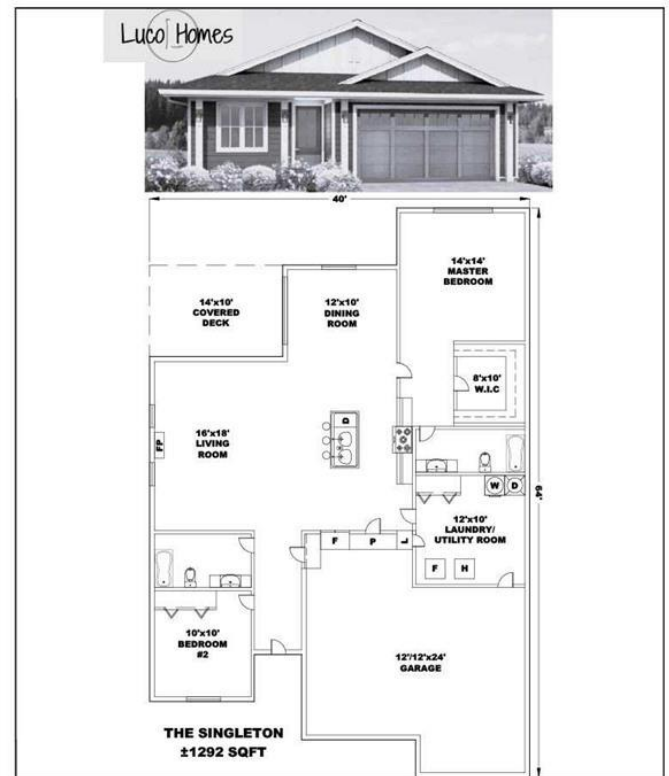 Luco Homes
40'
14'x14'
MASTER
BEDROOM
14'x10'
COVERED
DECK
12'x10'
DINING
ROOM
8'x10'
W.I.C
D
16'x18'
LIVING
ROOM
FP
64'
W D
12'x10'
LAUNDRY/
UTILITY ROOM
F P L
F H
10'x10'
BEDROOM
#2
12'/12'x24'
GARAGE
THE SINGLETON
±1292 SQFT